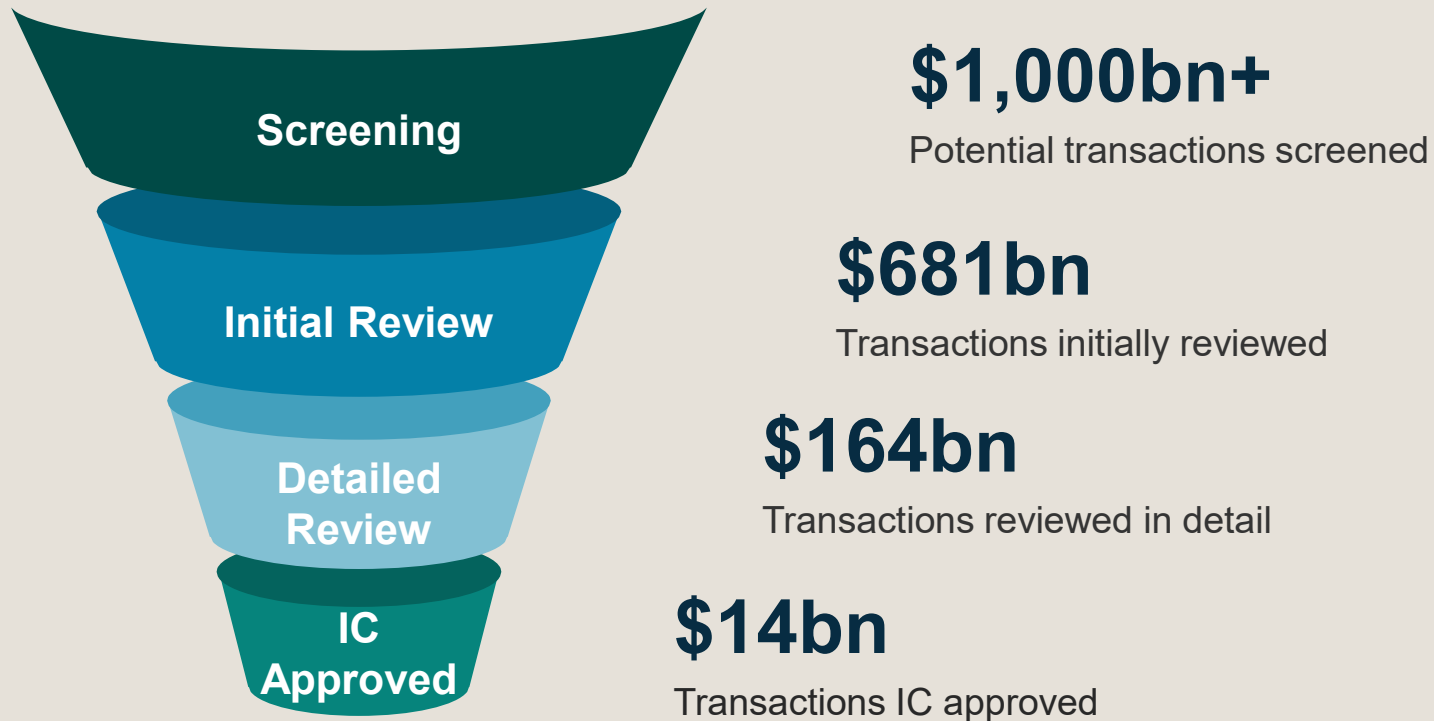 Screening
$1,000bn+
Potential transactions screened
Initial Review
$681bn
Transactions initially reviewed
Detailed
Review
$164bn
Transactions reviewed in detail
IC
Approved
$14bn
Transactions IC approved